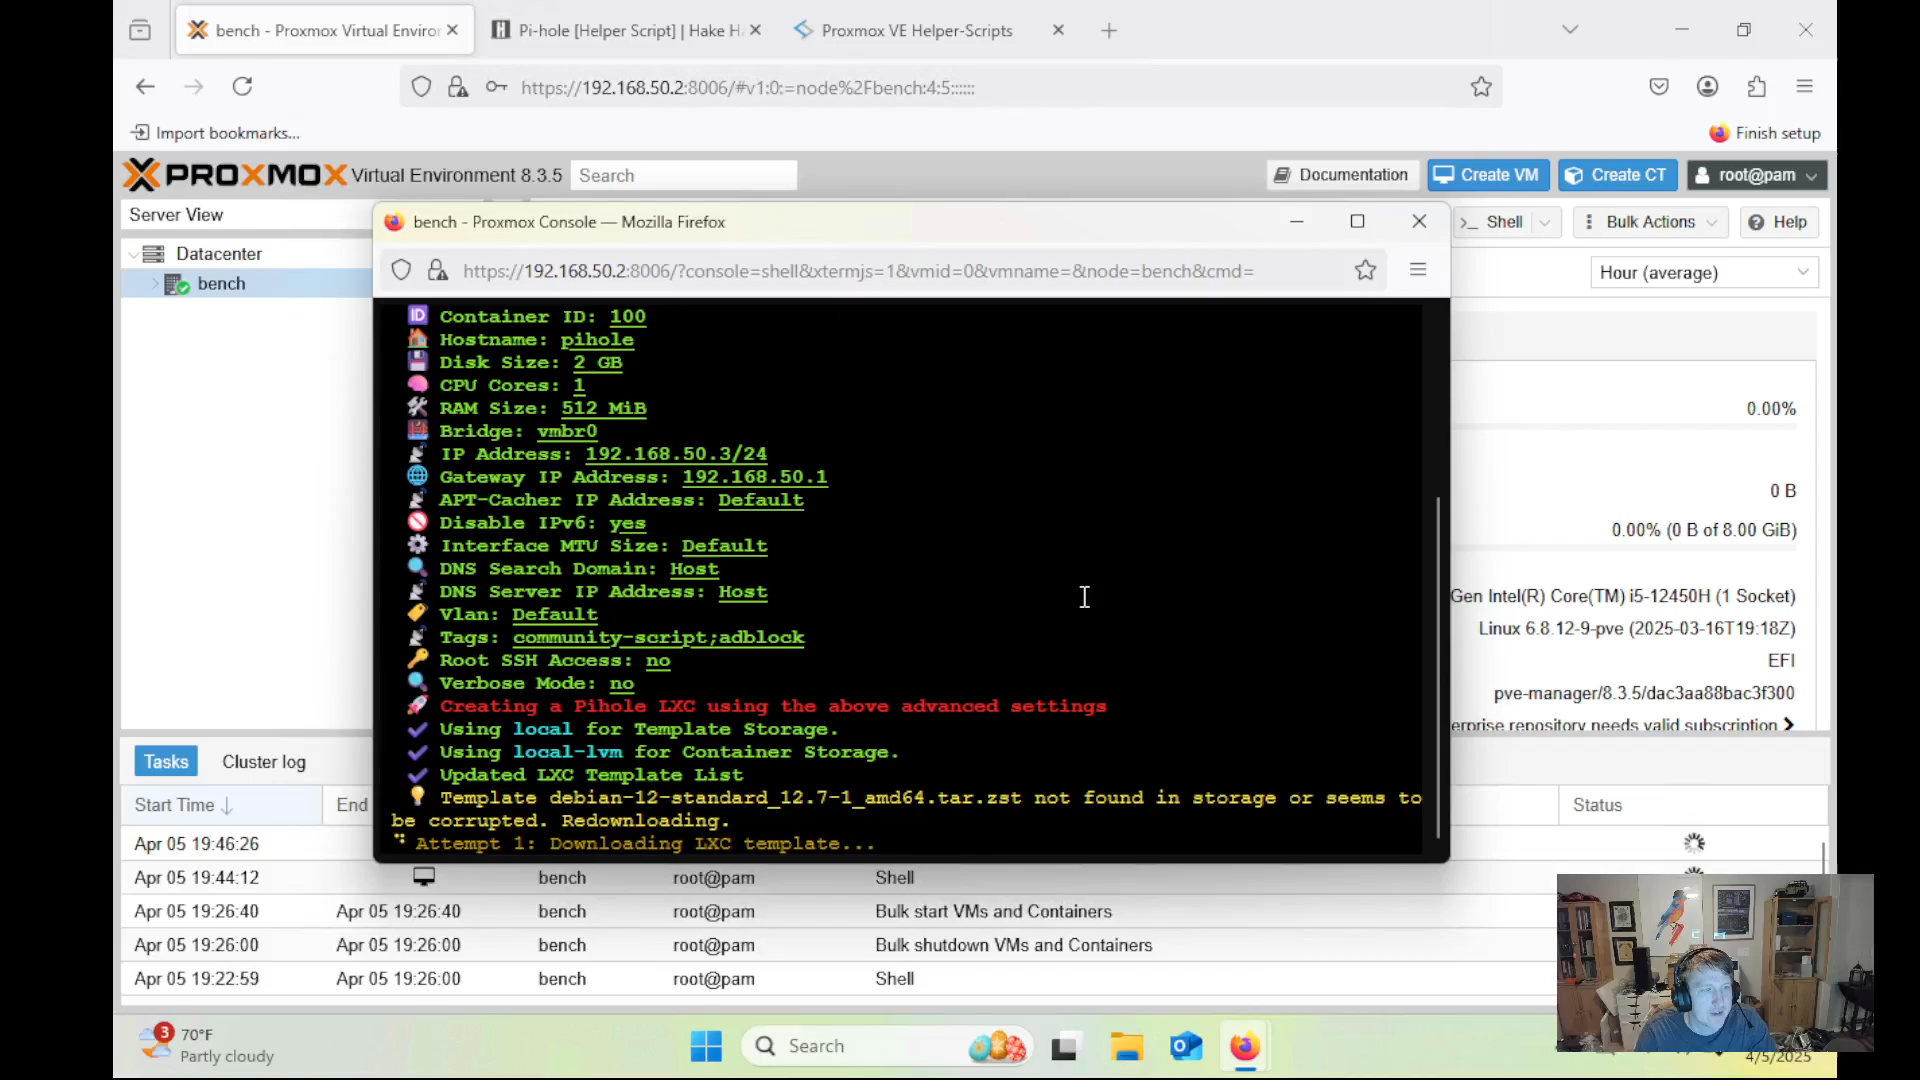 bench - Proxmox Virtual Enviror
Pi-hole [Helper Script] | Hake H
Proxmox VE Helper-Scripts
https://192.168.50.2:8006/#v1:0:=node%2Fbench:4:5::::::
Import bookmarks...
Finish setup
PROXMOX Virtual Environment 8.3.5
Search
Documentation
Create VM
Create CT
root@pam
Server View
Datacenter
bench
bench - Proxmox Console — Mozilla Firefox
Shell
Bulk Actions
Help
https://192.168.50.2:8006/?console=shell&xtermjs=1&vmid=0&vmname=&node=bench&cmd=
Hour (average)
ID Container ID: 100
Hostname: pihole
Disk Size: 2 GB
CPU Cores: 1
RAM Size: 512 MiB
Bridge: vmbr0
IP Address: 192.168.50.3/24
Gateway IP Address: 192.168.50.1
APT-Cacher IP Address: Default
Disable IPv6: yes
Interface MTU Size: Default
DNS Search Domain: Host
DNS Server IP Address: Host
Vlan: Default
Tags: community-script;adblock
Root SSH Access: no
Verbose Mode: no
Creating a Pihole LXC using the above advanced settings
Using local for Template Storage.
Using local-lvm for Container Storage.
Updated LXC Template List
Template debian-12-standard_12.7-1_amd64.tar.zst not found in storage or seems to
be corrupted. Redownloading.
Attempt 1: Downloading LXC template...
0.00%
0 B
0.00% (0 B of 8.00 GiB)
Gen Intel(R) Core(TM) i5-12450H (1 Socket)
Linux 6.8.12-9-pve (2025-03-16T19:18Z)
EFI
pve-manager/8.3.5/dac3aa88bac3f300
erprise repository needs valid subscription
Tasks
Cluster log
Start Time
End
Status
Apr 05 19:46:26
Apr 05 19:44:12 bench root@pam Shell
Apr 05 19:26:40 Apr 05 19:26:40 bench root@pam Bulk start VMs and Containers
Apr 05 19:26:00 Apr 05 19:26:00 bench root@pam Bulk shutdown VMs and Containers
Apr 05 19:22:59 Apr 05 19:26:00 bench root@pam Shell
3
70°F
Partly cloudy
Search
4/5/2025